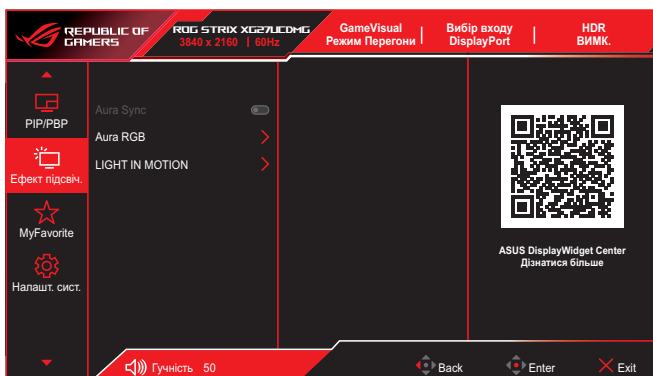 REPUBLIC OF
GAMERS
ROG STRIX XG27UCDMG
3840 x 2160 | 60Hz
GameVisual
Режим Перегони
Вибір входу
DisplayPort
HDR
ВИМК.
PIP/PBP
Ефект підсвіч.
MyFavorite
Налашт. сист.
Aura Sync
Aura RGB
LIGHT IN MOTION
ASUS DisplayWidget Center
Дізнатися більше
Гучність 50
Back
Enter
Exit